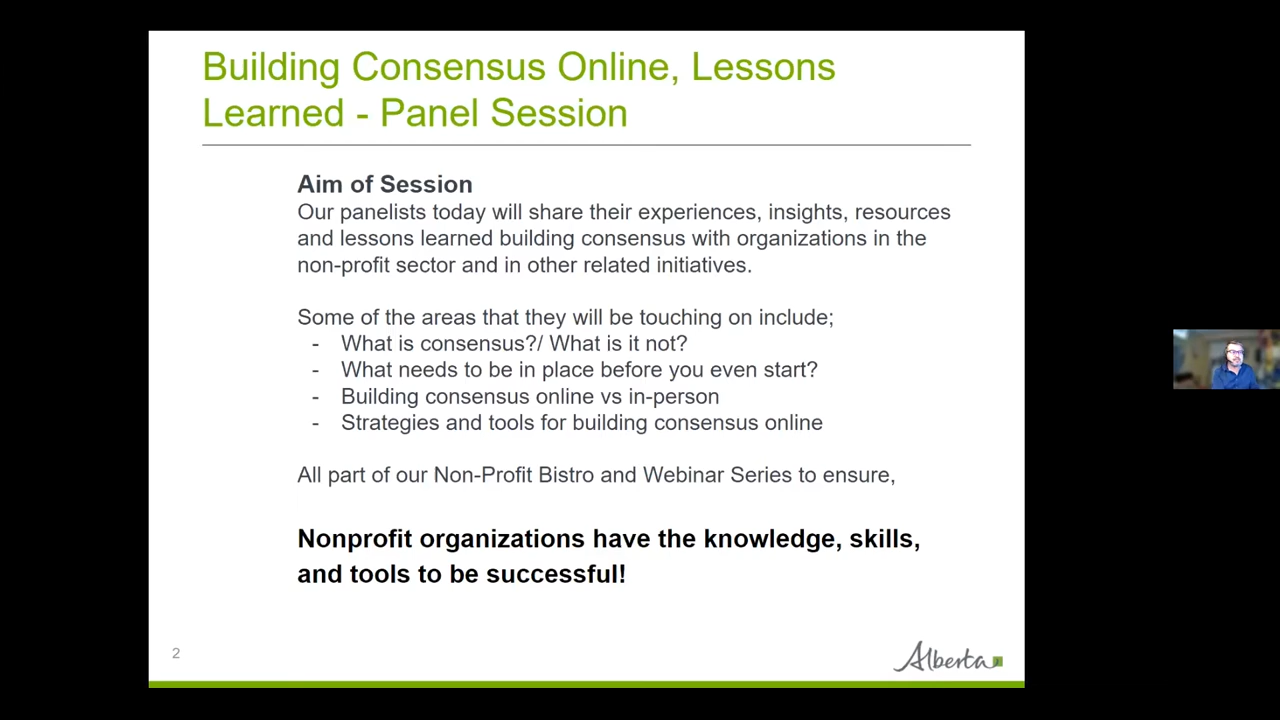 Building Consensus Online, Lessons
Learned - Panel Session
Aim of Session
Our panelists today will share their experiences, insights, resources
and lessons learned building consensus with organizations in the
non-profit sector and in other related initiatives.
Some of the areas that they will be touching on include;
- What is consensus?/ What is it not?
- What needs to be in place before you even start?
- Building consensus online vs in-person
- Strategies and tools for building consensus online
All part of our Non-Profit Bistro and Webinar Series to ensure,
Nonprofit organizations have the knowledge, skills,
and tools to be successful!
2
Alberta